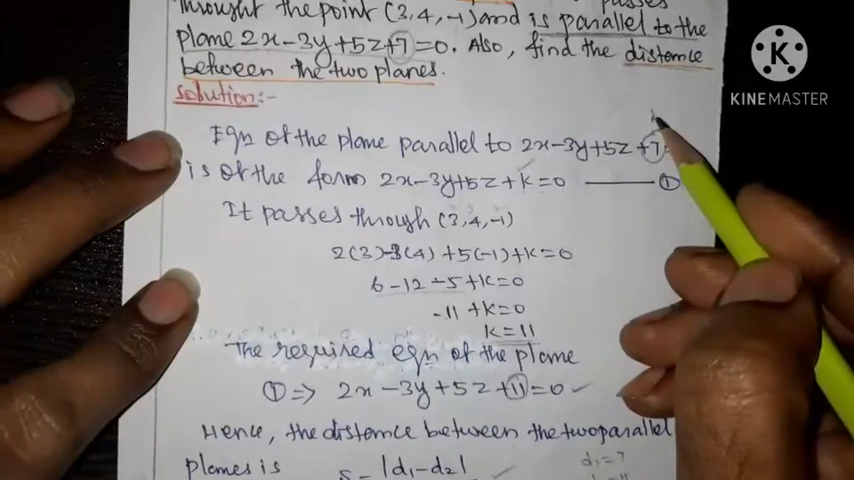 throught the point (3,4,-1) and is parallel to the
plane 2x-3y+5z+7=0. Also, find the distance
between the two planes.
Solution:-
Eqn of the plane parallel to 2x-3y+5z+7
is of the form 2x-3y+5z+k=0 ——— ①
It passes through (3,4,-1)
2(3)-3(4)+5(-1)+k=0
6-12-5+k=0
-11+k=0
k=11
The required eqn of the plane
①⇒ 2x-3y+5z+11=0
Hence, the distance between the two parallel
planes is δ = |d₁-d₂|
d₁=7
K
KINEMASTER